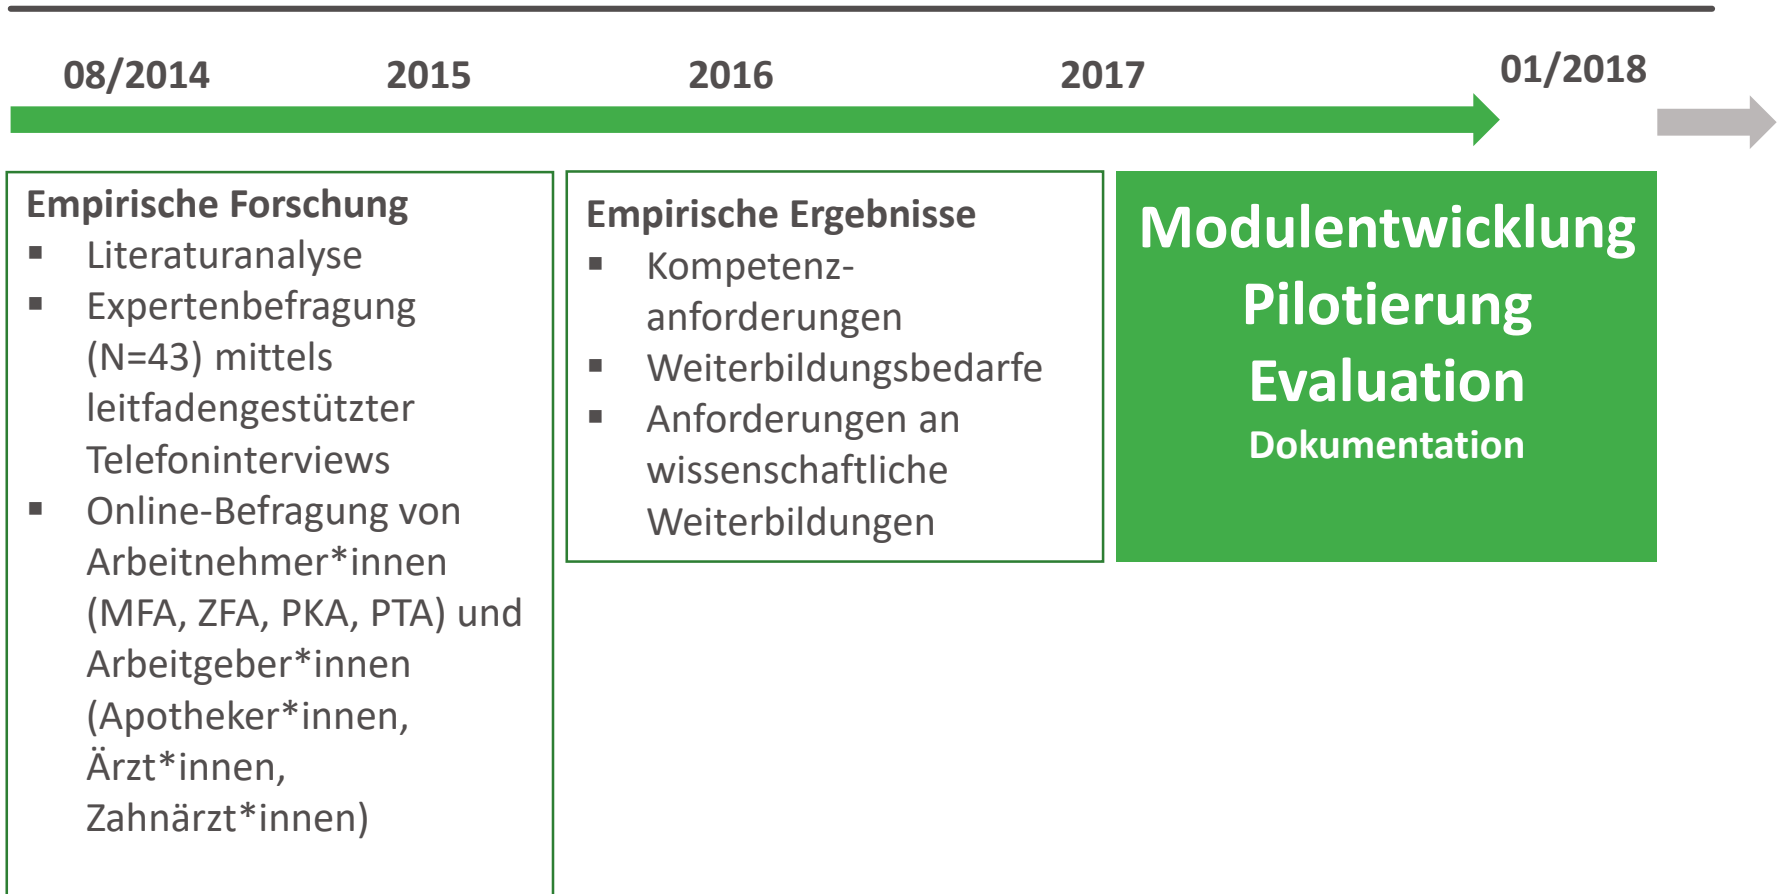 08/2014 2015 2016 2017 01/2018
Empirische Forschung
▪ Literaturanalyse
▪ Expertenbefragung
(N=43) mittels
leitfadengestützter
Telefoninterviews
▪ Online-Befragung von
Arbeitnehmer*innen
(MFA, ZFA, PKA, PTA) und
Arbeitgeber*innen
(Apotheker*innen,
Ärzt*innen,
Zahnärzt*innen)
Empirische Ergebnisse
▪ Kompetenz-
anforderungen
▪ Weiterbildungsbedarfe
▪ Anforderungen an
wissenschaftliche
Weiterbildungen
Modulentwicklung
Pilotierung
Evaluation
Dokumentation